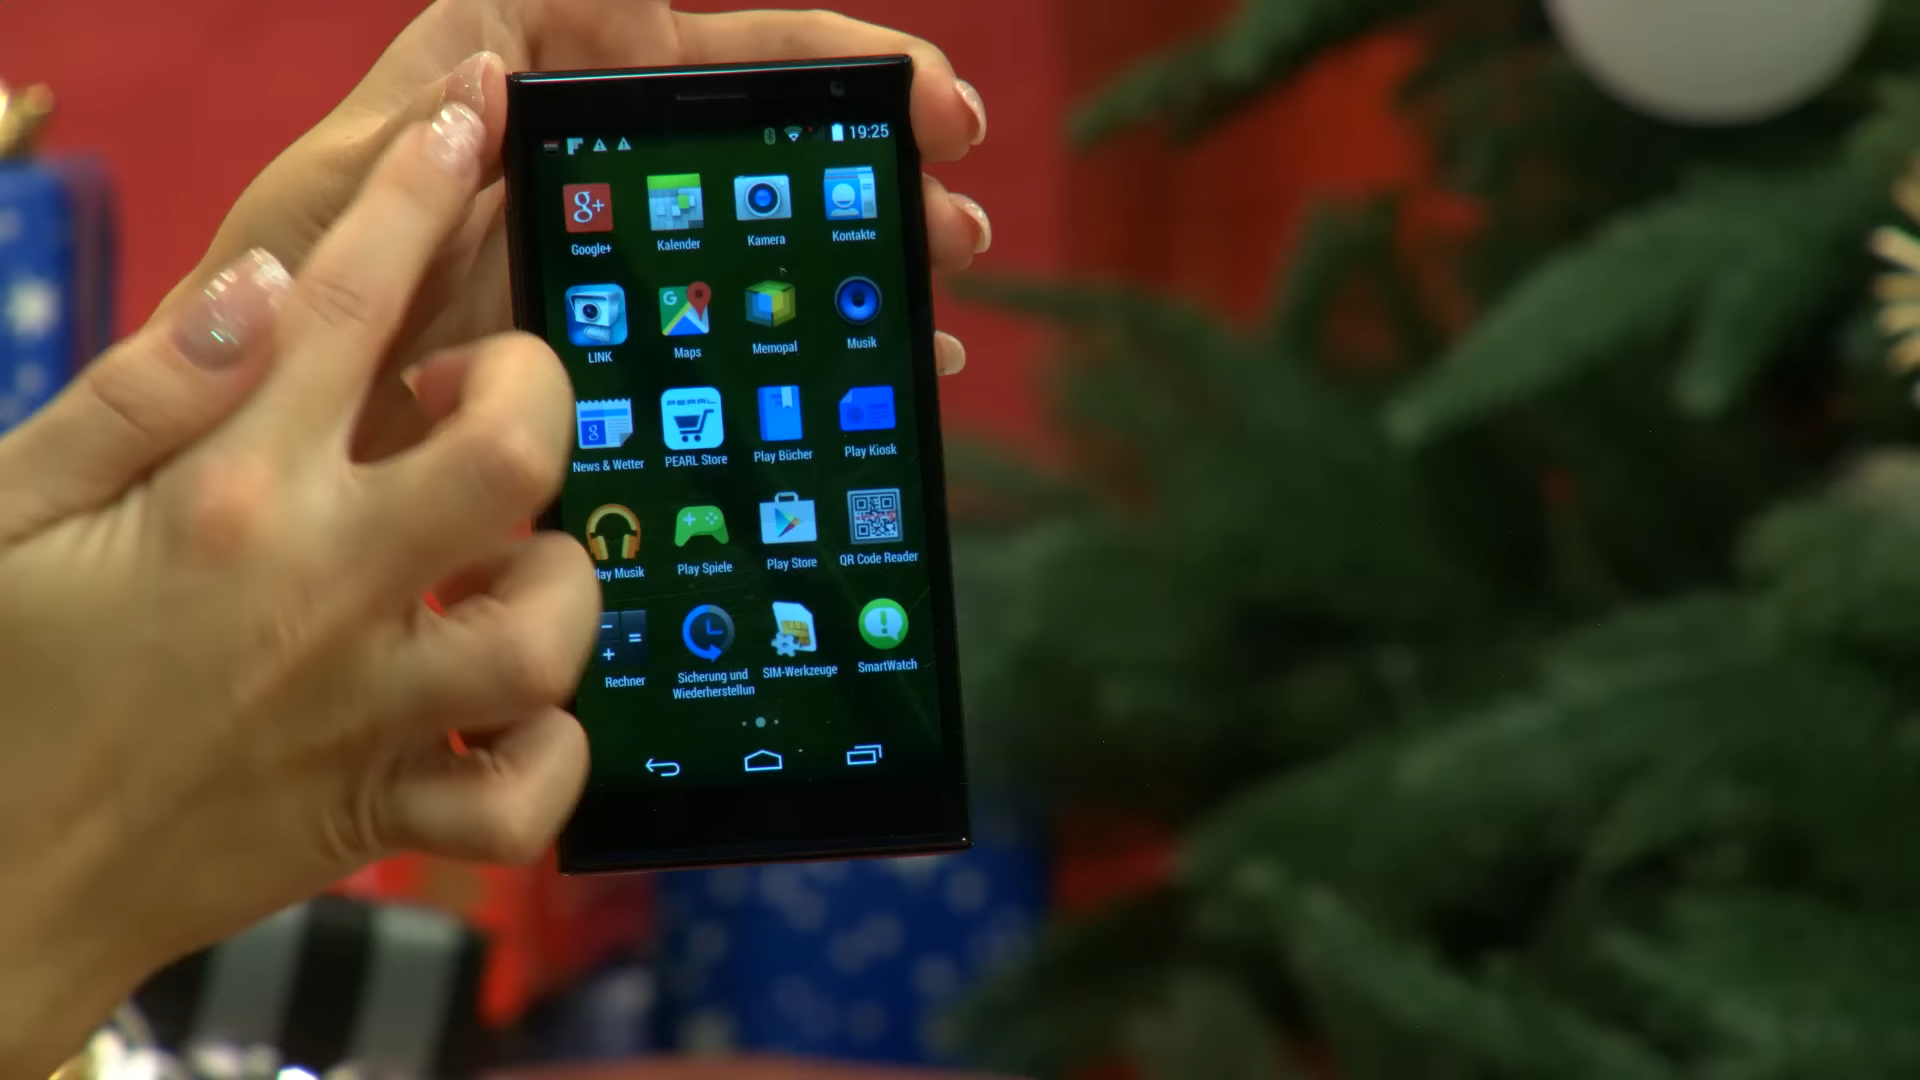 19:25
g+
Google+ Kalender Kamera Kontakte
G
LINK Maps Memopal Musik
g
PEARL
News & Wetter PEARL Store Play Bücher Play Kiosk
lay Musik Play Spiele Play Store QR Code Reader
− + =
Rechner Sicherung und SIM-Werkzeuge SmartWatch
Wiederherstellun